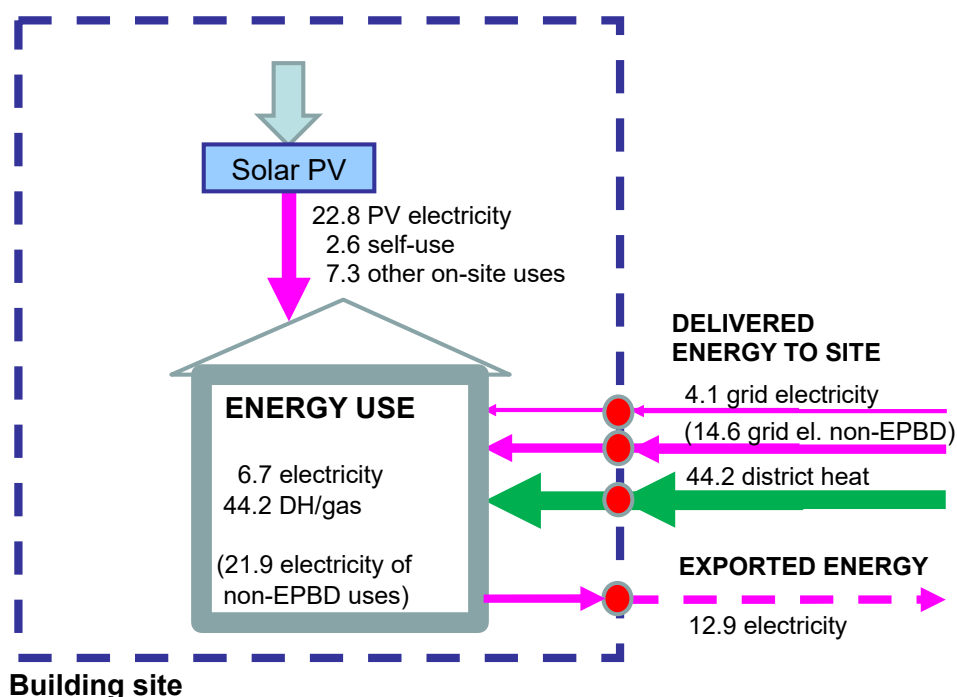 Solar PV
22.8 PV electricity
2.6 self-use
7.3 other on-site uses
DELIVERED
ENERGY TO SITE
4.1 grid electricity
(14.6 grid el. non-EPBD)
44.2 district heat
ENERGY USE
6.7 electricity
44.2 DH/gas
(21.9 electricity of
non-EPBD uses)
EXPORTED ENERGY
12.9 electricity
Building site